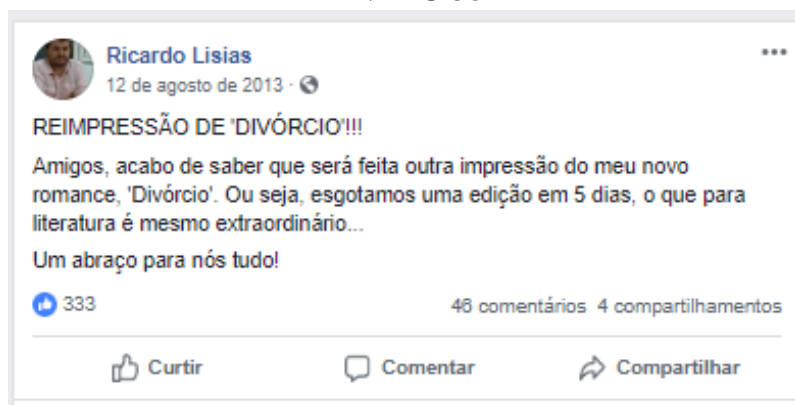 Ricardo Lisias
12 de agosto de 2013 ·
REIMPRESSÃO DE 'DIVÓRCIO'!!!
Amigos, acabo de saber que será feita outra impressão do meu novo
romance, 'Divórcio'. Ou seja, esgotamos uma edição em 5 dias, o que para
literatura é mesmo extraordinário...
Um abraço para nós tudo!
333 46 comentários 4 compartilhamentos
Curtir Comentar Compartilhar